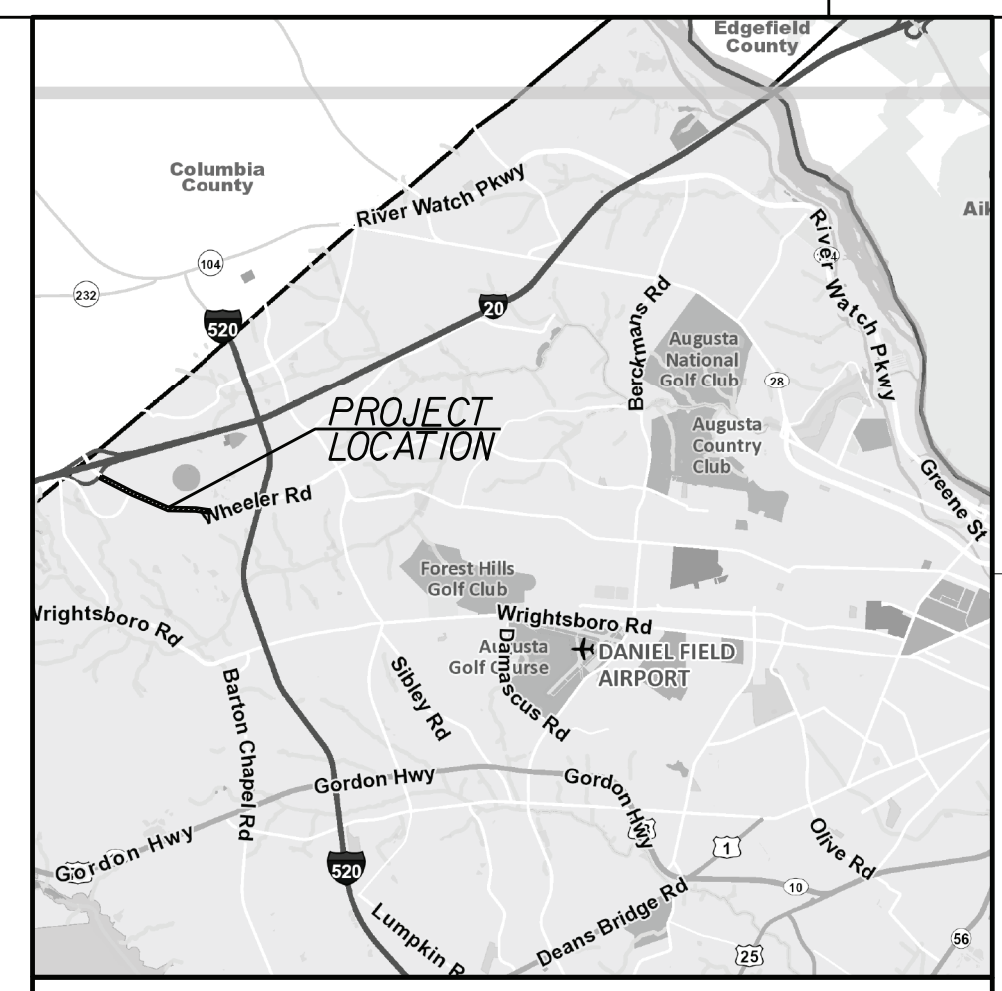 Edgefield
County
Columbia
County
River Watch Pkwy
104
232
520
20
River Watch Pkwy
Berckmans Rd
Augusta
National
Golf Club
28
PROJECT
LOCATION
Augusta
Country
Club
Wheeler Rd
Greene St
Forest Hills
Golf Club
Wrightsboro Rd
Wrightsboro Rd
Augusta
Golf Course
DANIEL FIELD
AIRPORT
Damascus Rd
Sibley Rd
Barton Chapel Rd
Gordon Hwy
Gordon Hwy
Gordon Hwy
1
Olive Rd
520
10
Deans Bridge Rd
Lumpkin R
56
25